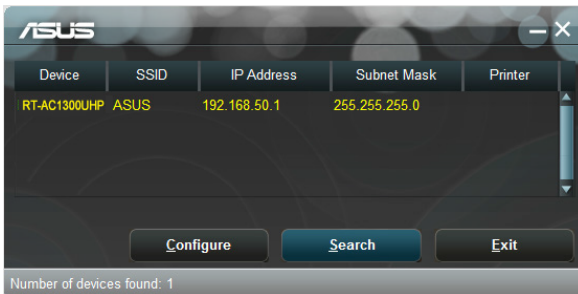 ASUS
Device SSID IP Address Subnet Mask Printer
RT-AC1300UHP ASUS 192.168.50.1 255.255.255.0
Configure Search Exit
Number of devices found: 1